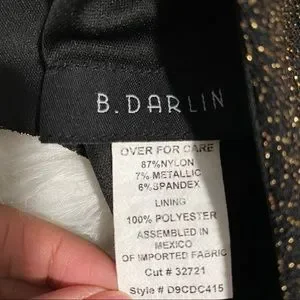 B. DARLIN
OVER FOR CARE
87%NYLON
7% METALLIC
6%SPANDEX
LINING
100% POLYESTER
ASSEMBLED IN
MEXICO
OF IMPORTED FABRIC
Cut # 32721
Style # D9CDC415